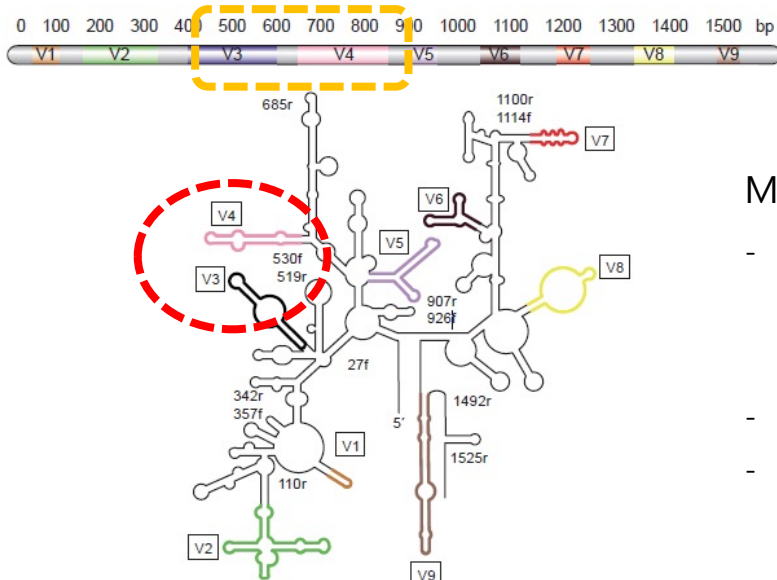 0 100 200 300 400 500 600 700 800 900 1000 1100 1200 1300 1400 1500 bp
V1 V2 V3 V4 V5 V6 V7 V8 V9
685r
1100r
1114f
V7
M
V6
V4
V5
-
530f
519r
V8
V3
907r
926f
27f
342r
357f
1492r
5'
-
V1
1525r
-
110r
V2
V9